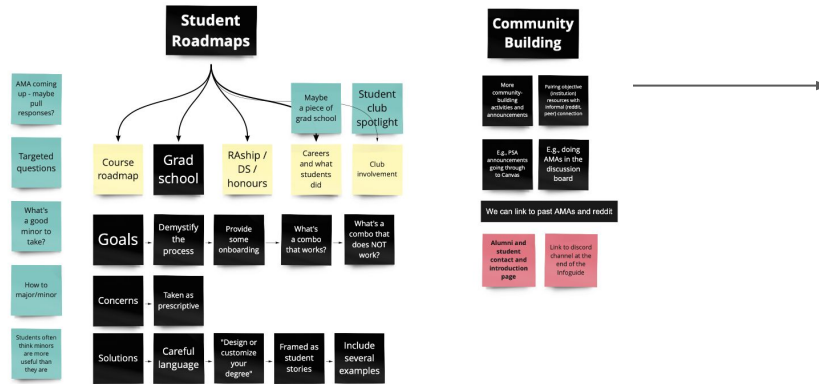 Student
Roadmaps
Community
Building
AMA coming
up - maybe
pull
responses?
Targeted
questions
What's
a good
minor to
take?
How to
major/minor
Students often
think minors
are more
useful than
they are
Maybe
a piece of
grad school
Student
club
spotlight
Course
roadmap
Grad
school
RAship /
DS /
honours
Careers
and what
students
did
Club
involvement
Goals
Demystify
the
process
Provide
some
onboarding
What's
a combo
that works?
What's a
combo that
does NOT
work?
Concerns
Taken as
prescriptive
Solutions
Careful
language
"Design or
customize
your
degree"
Framed as
student
stories
Include
several
examples
More
community-
building
activities and
announcements
Pairing objective
(institution)
resources with
informal (reddit,
peer) connection
E.g., PSA
announcements
going through
to Canvas
E.g., doing
AMAs in the
discussion
board
We can link to past AMAs and reddit
Alumni and
student
contact and
introduction
page
Link to discord
channel at the
end of the
Infoguide